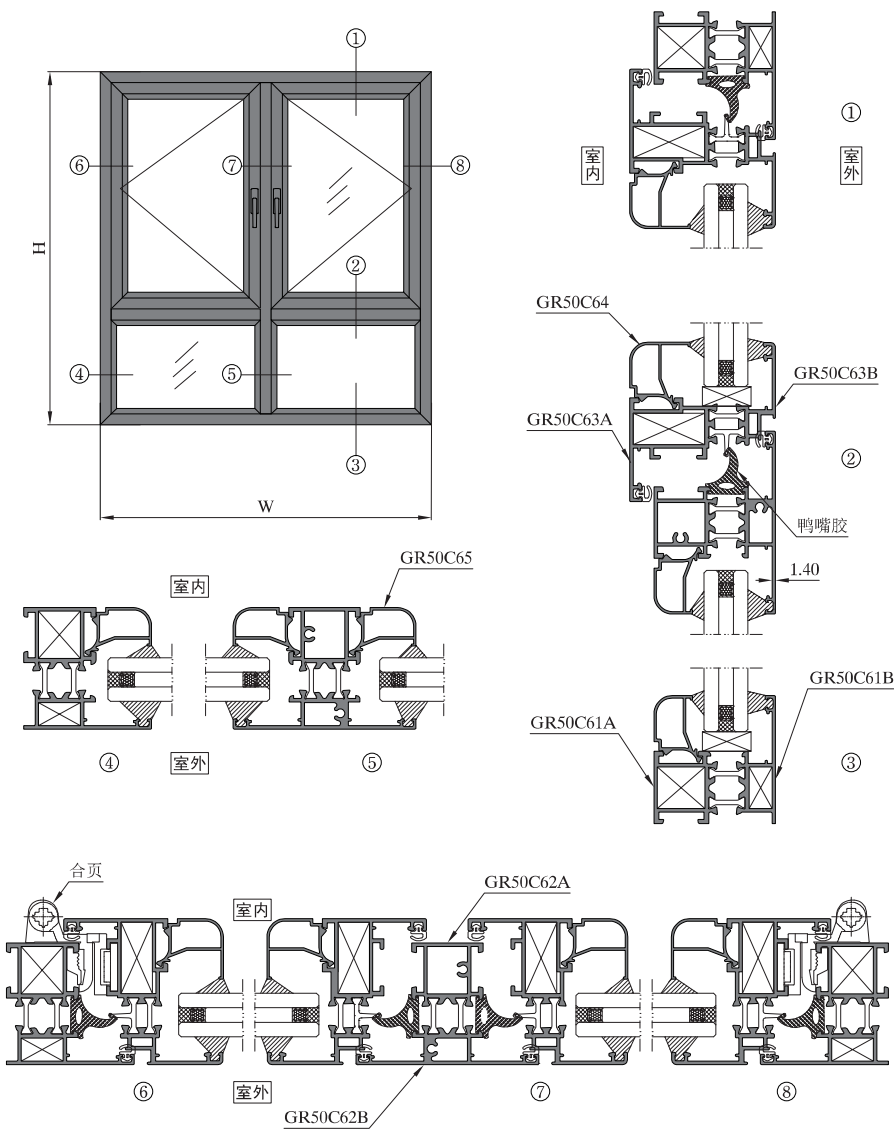 ①
⑥
⑦
⑧
H
②
④
⑤
③
W
①
室内
室外
GR50C64
GR50C63B
GR50C63A
②
鸭嘴胶
1.40
GR50C65
室内
④
室外
⑤
GR50C61B
GR50C61A
③
合页
室内
GR50C62A
⑥
室外
⑦
⑧
GR50C62B